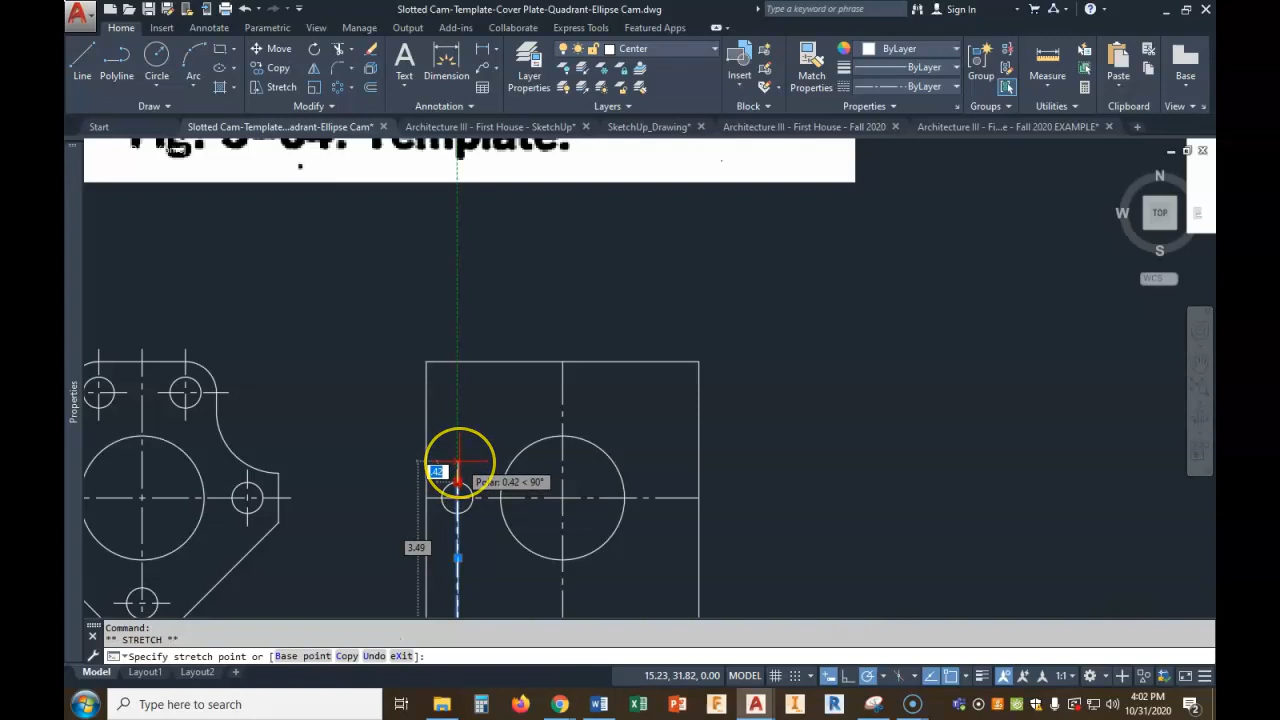 Slotted Cam-Template-Cover Plate-Quadrant-Ellipse Cam.dwg
Type a keyword or phrase
Sign In
Home Insert Annotate Parametric View Manage Output Add-ins Collaborate Express Tools Featured Apps
Line Polyline Circle Arc
Move
Copy
Stretch
Text Dimension
Layer
Properties
Center
Insert
Match
Properties
ByLayer
ByLayer
ByLayer
Group
Measure
Paste
Base
Draw Modify Annotation Layers Block Properties Groups Utilities Clipboard View
Start Slotted Cam-Template...adrant-Ellipse Cam* Architecture III - First House - SketchUp* SketchUp_Drawing* Architecture III - First House - Fall 2020 Architecture III - Fi...e - Fall 2020 EXAMPLE*
Template.
N
W TOP
S
WCS
Properties
.42
Polar: 0.42 < 90°
3.49
Command:
** STRETCH **
Specify stretch point or [Base point Copy Undo eXit]:
Model Layout1 Layout2 +
15.23, 31.82, 0.00 MODEL
1:1
Type here to search
4:02 PM
10/31/2020
2